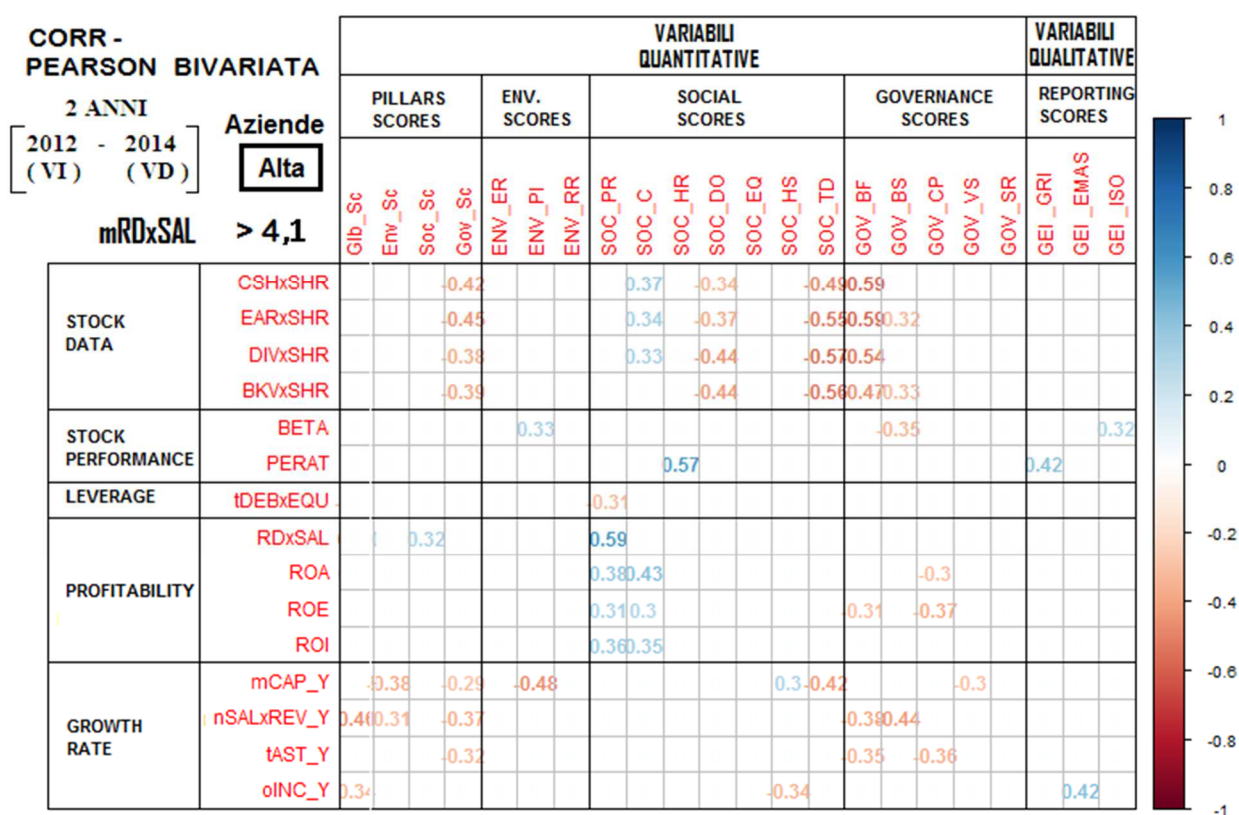 CORR -
PEARSON BIVARIATA
2 ANNI
2012 - 2014
( VI ) ( VD )
Aziende
Alta
mRDxSAL > 4,1
VARIABILI
QUANTITATIVE
VARIABILI
QUALITATIVE
PILLARS
SCORES
ENV.
SCORES
SOCIAL
SCORES
GOVERNANCE
SCORES
REPORTING
SCORES
Glb_Sc
Env_Sc
Soc_Sc
Gov_Sc
ENV_ER
ENV_PI
ENV_RR
SOC_PR
SOC_C
SOC_HR
SOC_DO
SOC_EQ
SOC_HS
SOC_TD
GOV_BF
GOV_BS
GOV_CP
GOV_VS
GOV_SR
GEI_GRI
GEI_EMAS
GEI_ISO
STOCK
DATA
CSHxSHR -0.42 0.37 -0.34 -0.49 0.59
EARxSHR -0.45 0.34 -0.37 -0.55 0.59 0.32
DIVxSHR -0.38 0.33 -0.44 -0.57 0.54
BKVxSHR -0.39 -0.44 -0.56 0.47 0.33
STOCK
PERFORMANCE
BETA 0.33 -0.35 0.32
PERAT 0.57 0.42
LEVERAGE
tDEBxEQU -0.31
PROFITABILITY
RDxSAL 0.32 0.59
ROA 0.38 0.43 -0.3
ROE 0.31 0.3 -0.31 -0.37
ROI 0.36 0.35
GROWTH
RATE
mCAP_Y -0.38 -0.29 -0.48 0.3 -0.42 -0.3
nSALxREV_Y 0.46 0.31 -0.37 -0.38 0.44
tAST_Y -0.32 -0.35 -0.36
oINC_Y 0.34 -0.34 0.42
1
0.8
0.6
0.4
0.2
0
-0.2
-0.4
-0.6
-0.8
-1